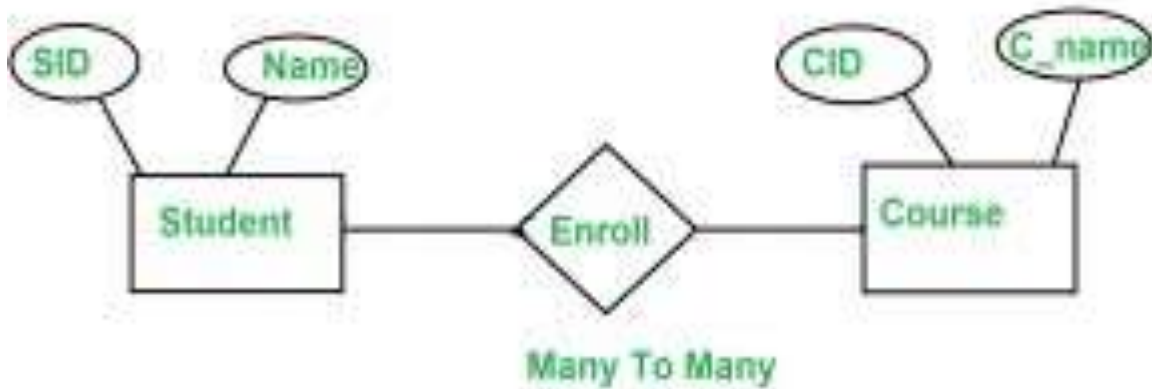 SID
Name
CID
C_name
Student
Enroll
Course
Many To Many